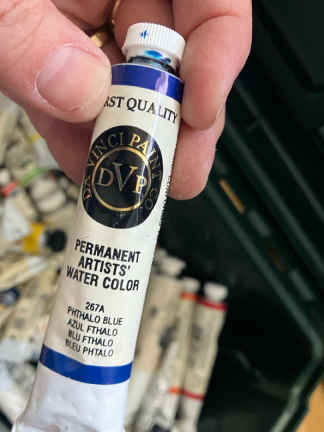 RST QUALITY
DA VINCI PAINT CO.
DVP
PERMANENT
ARTISTS'
WATER COLOR
267A
PHTHALO BLUE
AZUL FTHALO
BLU FTHALO
BLEU PHTALO